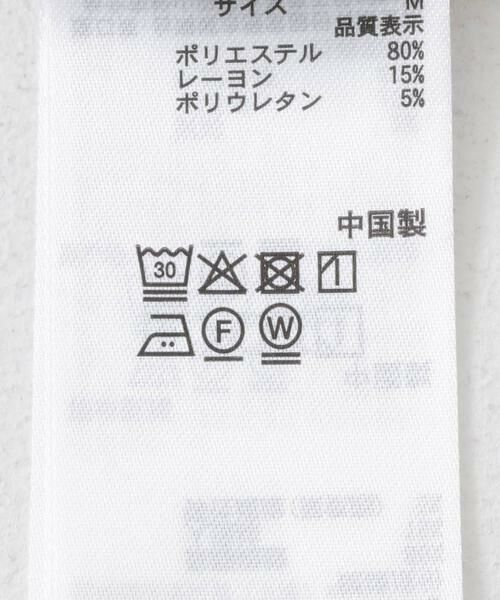 サイズ M
品質表示
ポリエステル 80%
レーヨン 15%
ポリウレタン 5%
中国製
30
F W